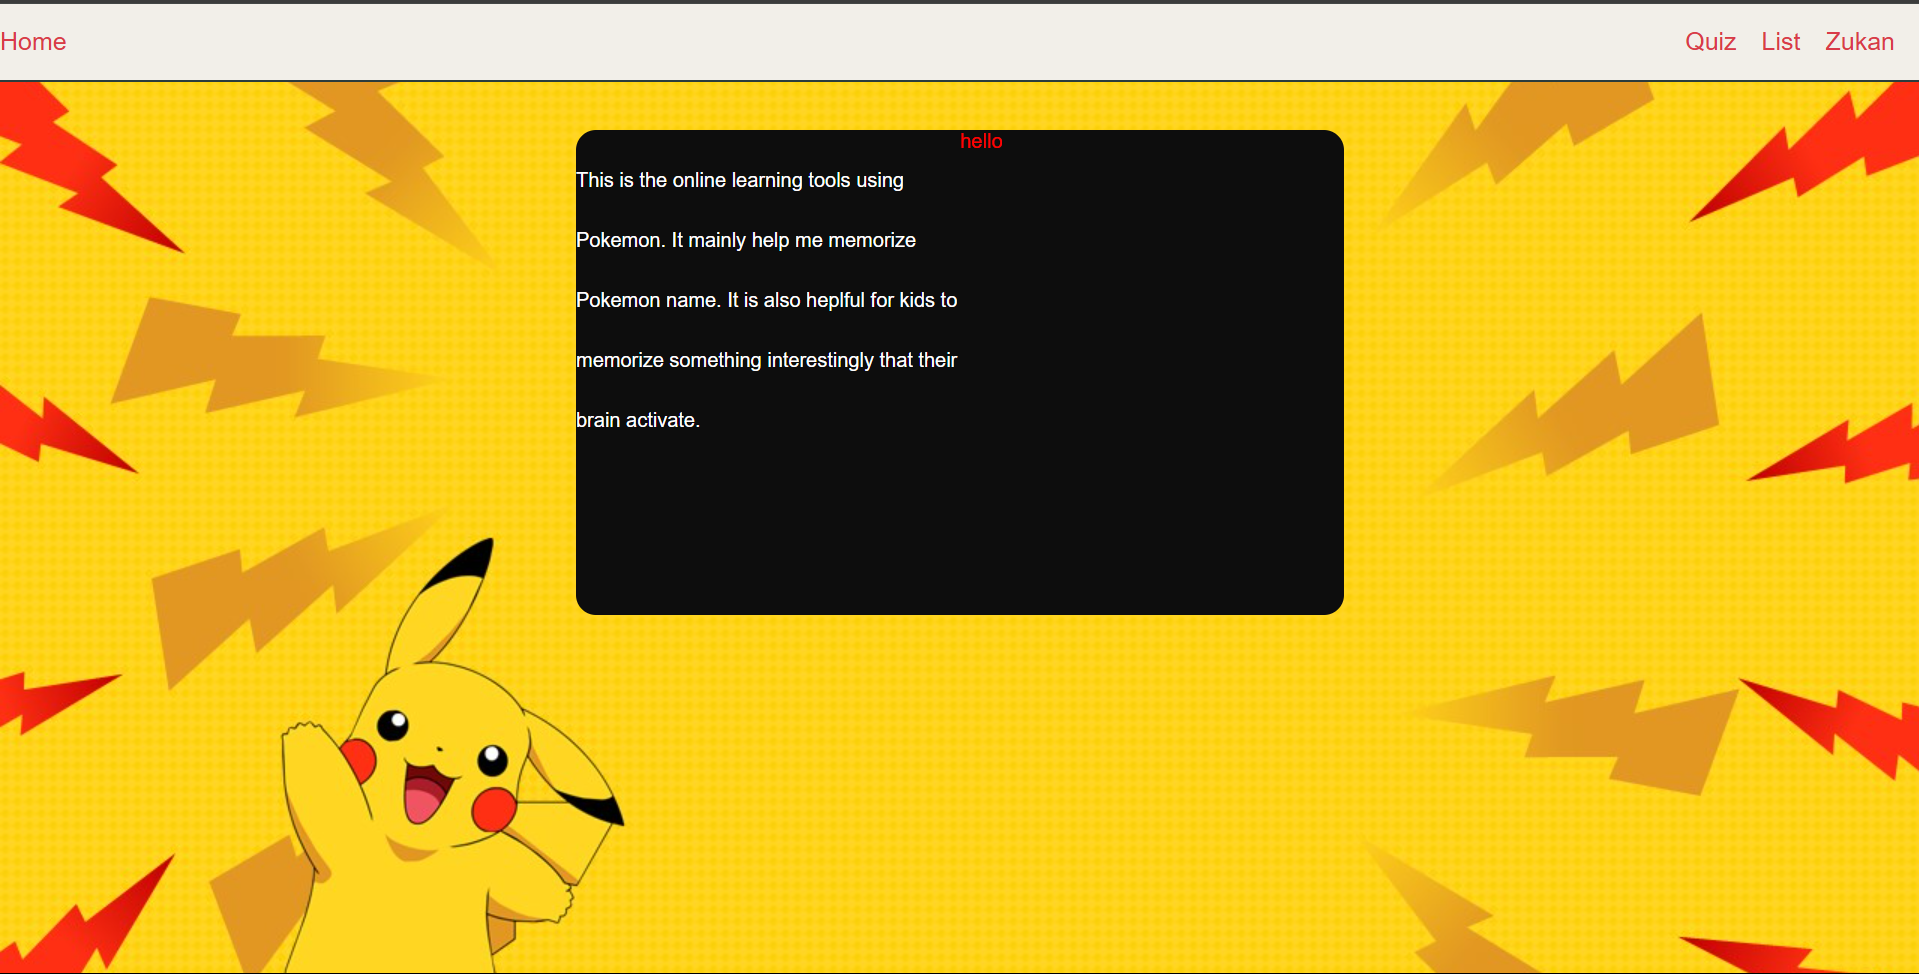 Home Quiz List Zukan
hello
This is the online learning tools using
Pokemon. It mainly help me memorize
Pokemon name. It is also heplful for kids to
memorize something interestingly that their
brain activate.